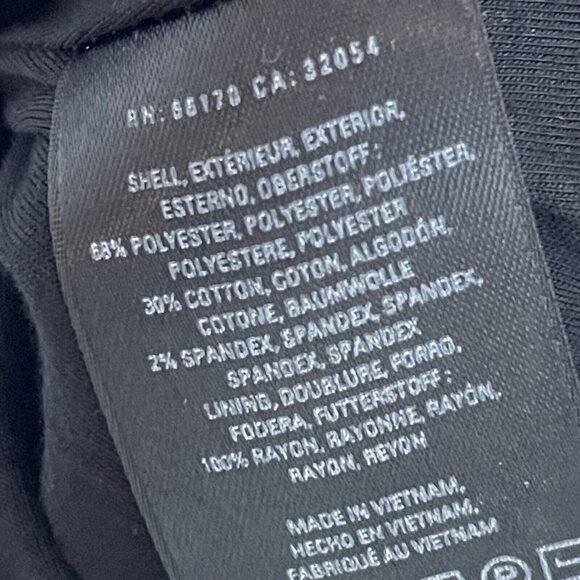 RN: 66170 CA: 32054
SHELL, EXTÉRIEUR, EXTERIOR,
ESTERNO, OBERSTOFF:
68% POLYESTER, POLYESTER, POLIÉSTER,
POLYESTERE, POLYESTER
30% COTTON, COTON, ALGODÓN,
COTONE, BAUMWOLLE
2% SPANDEX, SPANDEX, SPANDEX,
SPANDEX, SPANDEX
LINING, DOUBLURE, FORRO,
FODERA, FUTTERSTOFF:
100% RAYON, RAYONNE, RAYÓN,
RAYON, REYON
MADE IN VIETNAM,
HECHO EN VIETNAM,
FABRIQUÉ AU VIETNAM